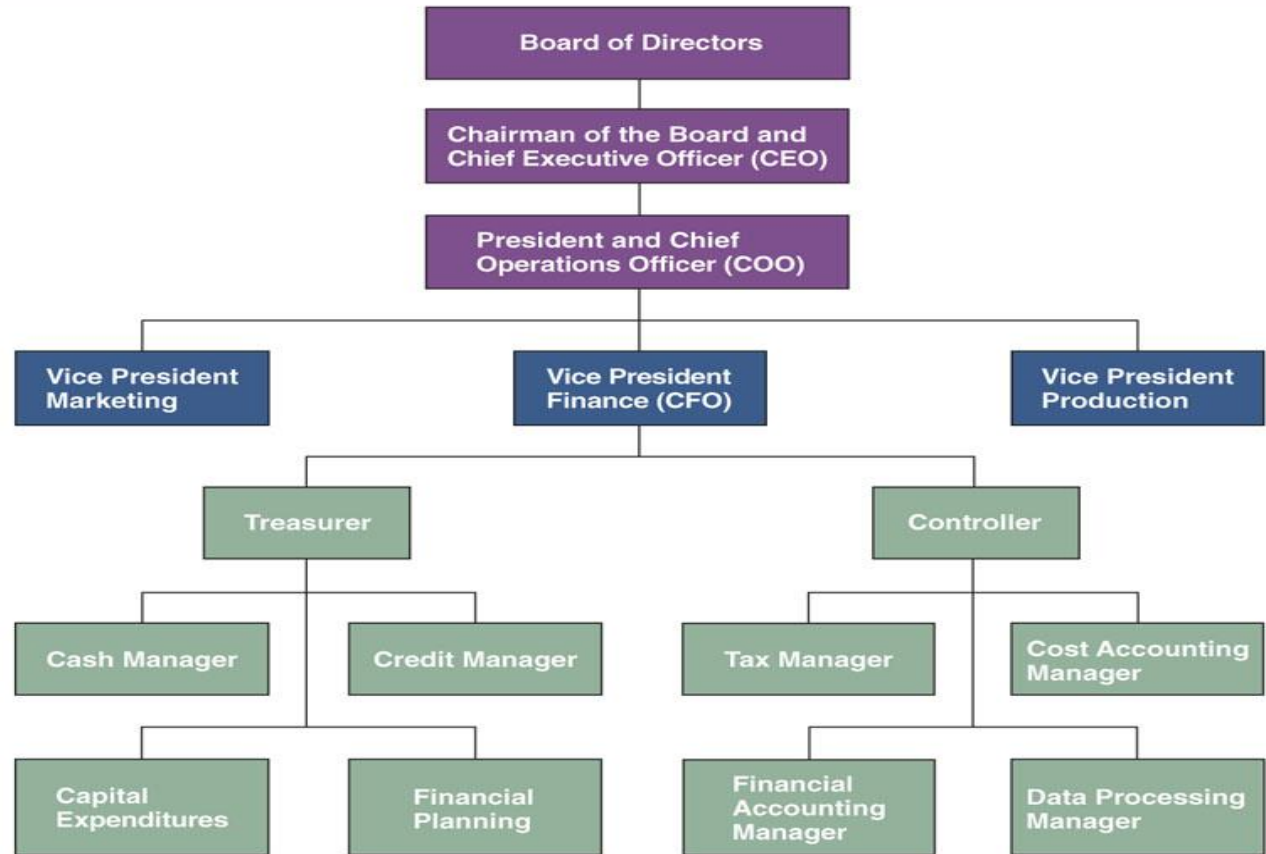 Board of Directors
Chairman of the Board and
Chief Executive Officer (CEO)
President and Chief
Operations Officer (COO)
Vice President
Marketing
Vice President
Finance (CFO)
Vice President
Production
Treasurer
Controller
Cash Manager
Credit Manager
Tax Manager
Cost Accounting
Manager
Capital
Expenditures
Financial
Planning
Financial
Accounting
Manager
Data Processing
Manager